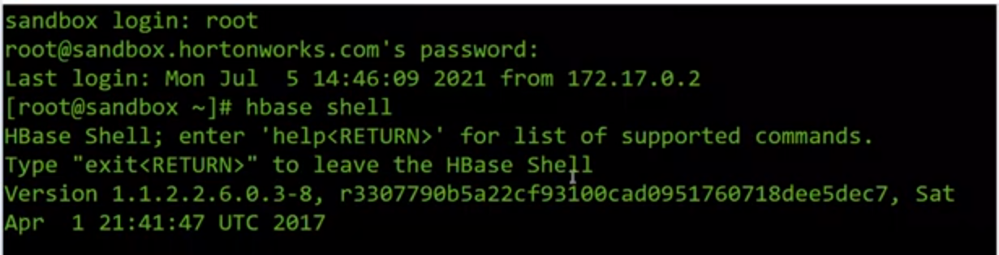 sandbox login: root
root@sandbox.hortonworks.com's password:
Last login: Mon Jul  5 14:46:09 2021 from 172.17.0.2
[root@sandbox ~]# hbase shell
HBase Shell; enter 'help<RETURN>' for list of supported commands.
Type "exit<RETURN>" to leave the HBase Shell
Version 1.1.2.2.6.0.3-8, r3307790b5a22cf93100cad0951760718dee5dec7, Sat
Apr  1 21:41:47 UTC 2017